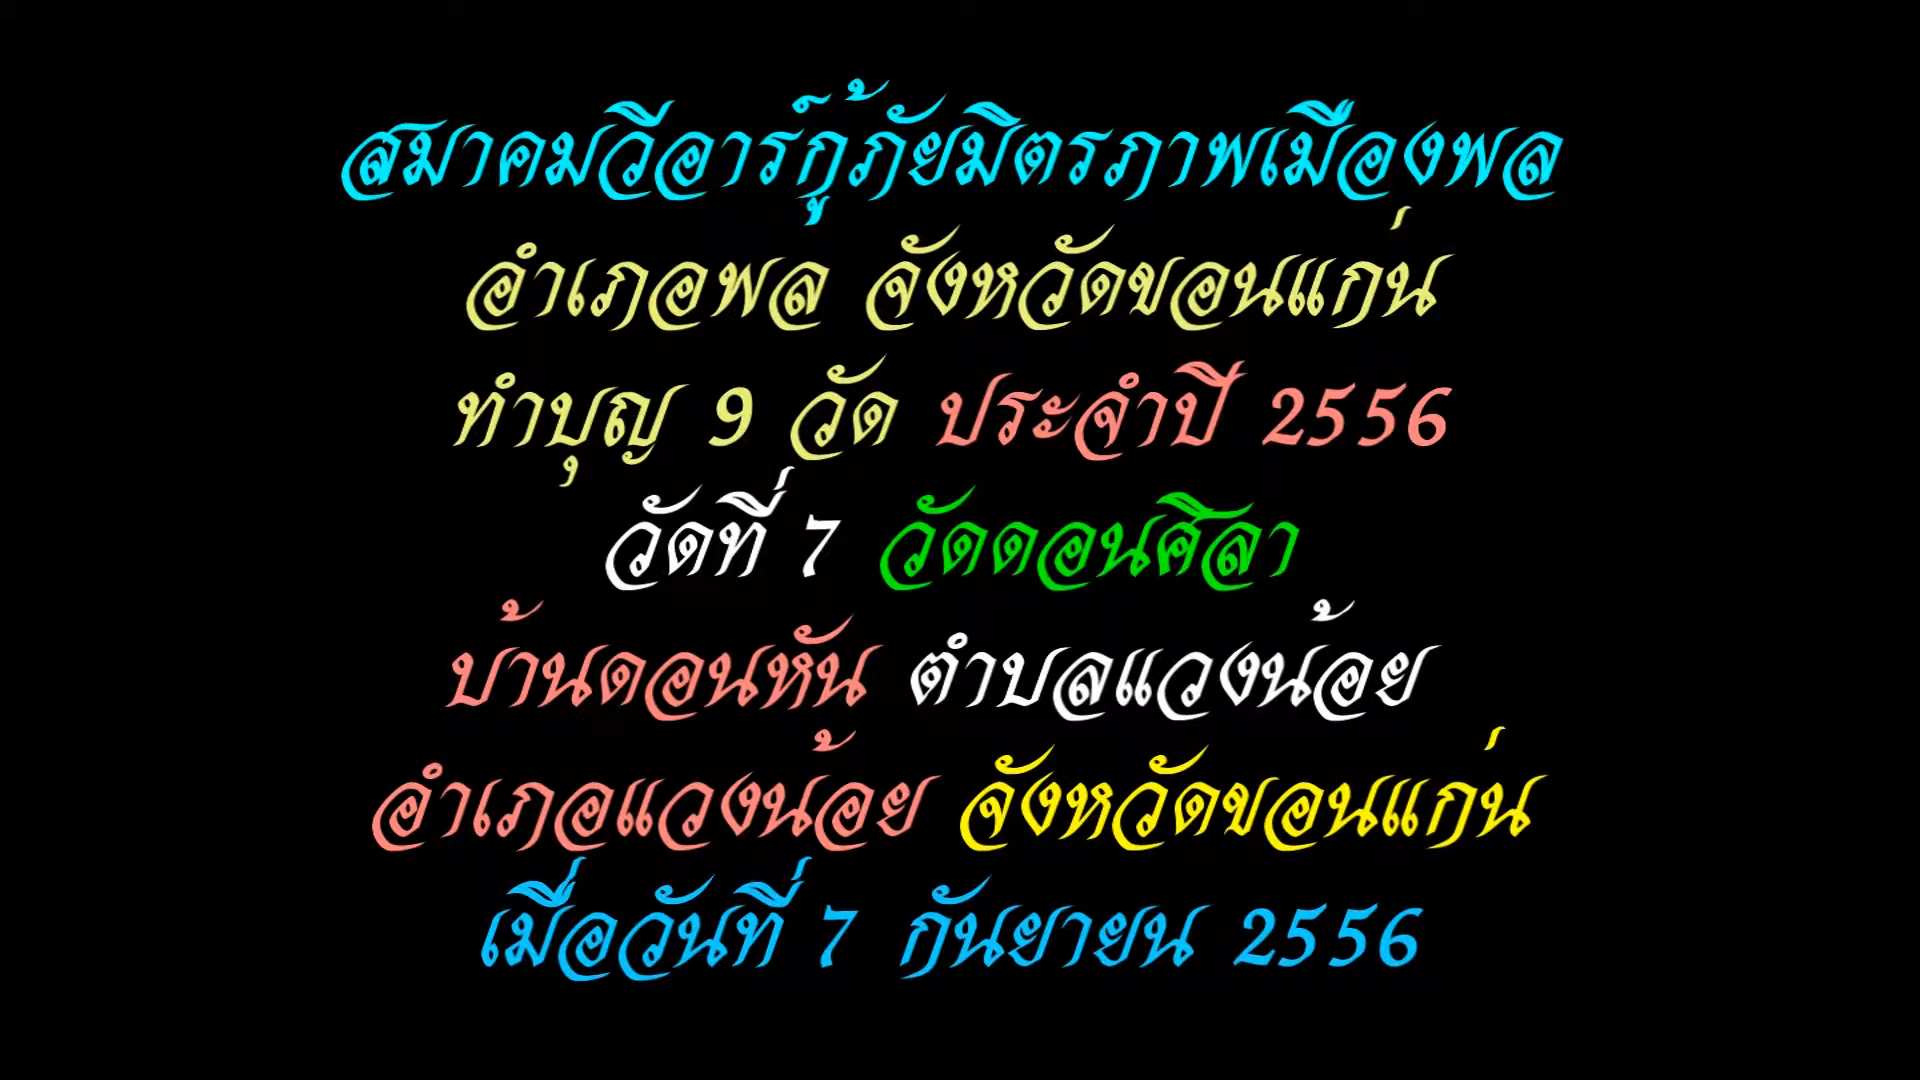 สมาคมวีอาร์กู้ภัยมิตรภาพเมืองพล
อำเภอพล จังหวัดขอนแก่น
ทำบุญ 9 วัด ประจำปี 2556
วัดที่ 7 วัดดอนศิลา
บ้านดอนหัน ตำบลแวงน้อย
อำเภอแวงน้อย จังหวัดขอนแก่น
เมื่อวันที่ 7 กันยายน 2556